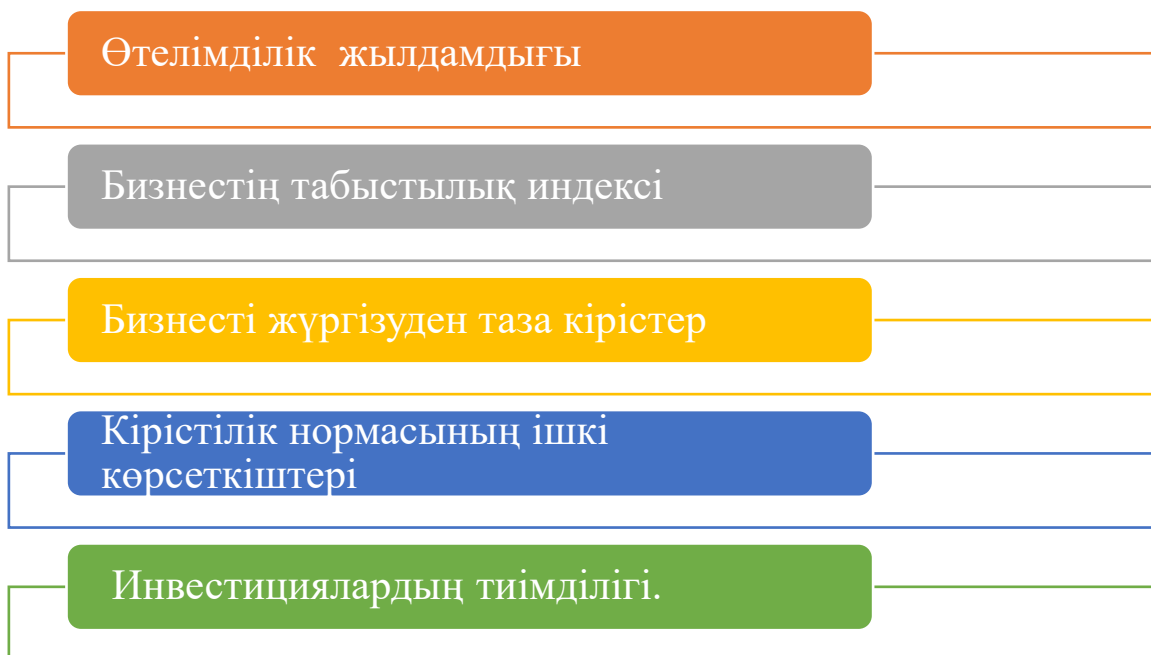 Өтелімділік жылдамдығы
Бизнестің табыстылық индексі
Бизнесті жүргізуден таза кірістер
Кірістілік нормасының ішкі
көрсеткіштері
Инвестициялардың тиімділігі.